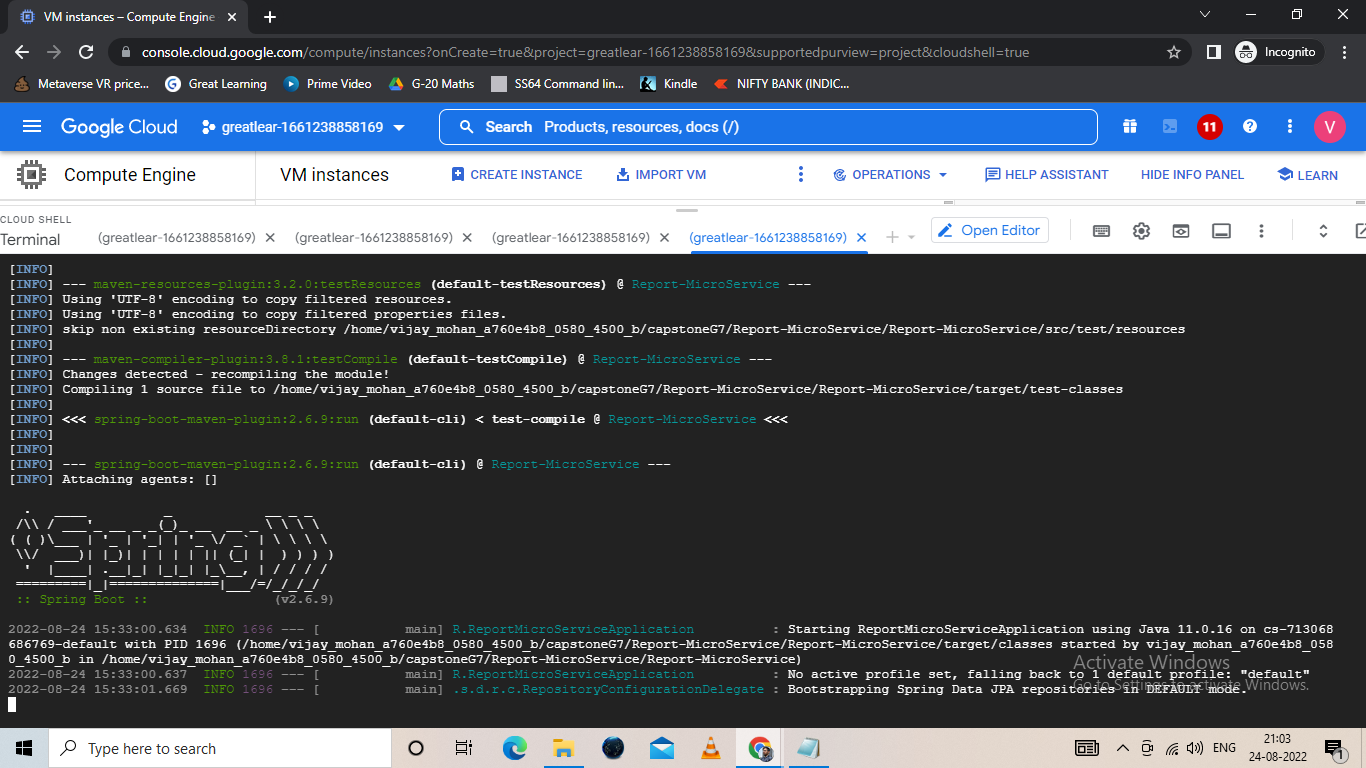 VM instances – Compute Engine
console.cloud.google.com/compute/instances?onCreate=true&project=greatlear-1661238858169&supportedpurview=project&cloudshell=true
Incognito
Metaverse VR price...
Great Learning
Prime Video
G-20 Maths
SS64 Command lin...
Kindle
NIFTY BANK (INDIC...
Google Cloud
greatlear-1661238858169
Search Products, resources, docs (/)
11
V
Compute Engine
VM instances
CREATE INSTANCE
IMPORT VM
OPERATIONS
HELP ASSISTANT
HIDE INFO PANEL
LEARN
CLOUD SHELL
Terminal
(greatlear-1661238858169)
(greatlear-1661238858169)
(greatlear-1661238858169)
(greatlear-1661238858169)
Open Editor
[INFO]
[INFO] --- maven-resources-plugin:3.2.0:testResources (default-testResources) @ Report-MicroService ---
[INFO] Using 'UTF-8' encoding to copy filtered resources.
[INFO] Using 'UTF-8' encoding to copy filtered properties files.
[INFO] skip non existing resourceDirectory /home/vijay_mohan_a760e4b8_0580_4500_b/capstoneG7/Report-MicroService/Report-MicroService/src/test/resources
[INFO]
[INFO] --- maven-compiler-plugin:3.8.1:testCompile (default-testCompile) @ Report-MicroService ---
[INFO] Changes detected - recompiling the module!
[INFO] Compiling 1 source file to /home/vijay_mohan_a760e4b8_0580_4500_b/capstoneG7/Report-MicroService/Report-MicroService/target/test-classes
[INFO]
[INFO] <<< spring-boot-maven-plugin:2.6.9:run (default-cli) < test-compile @ Report-MicroService <<<
[INFO]
[INFO]
[INFO] --- spring-boot-maven-plugin:2.6.9:run (default-cli) @ Report-MicroService ---
[INFO] Attaching agents: []
Spring
:: Spring Boot :: (v2.6.9)
2022-08-24 15:33:00.634 INFO 1696 --- [ main] R.ReportMicroServiceApplication : Starting ReportMicroServiceApplication using Java 11.0.16 on cs-713068
686769-default with PID 1696 (/home/vijay_mohan_a760e4b8_0580_4500_b/capstoneG7/Report-MicroService/Report-MicroService/target/classes started by vijay_mohan_a760e4b8_058
0_4500_b in /home/vijay_mohan_a760e4b8_0580_4500_b/capstoneG7/Report-MicroService/Report-MicroService)
2022-08-24 15:33:00.637 INFO 1696 --- [ main] R.ReportMicroServiceApplication : No active profile set, falling back to 1 default profile: "default"
2022-08-24 15:33:01.669 INFO 1696 --- [ main] .s.d.r.c.RepositoryConfigurationDelegate : Bootstrapping Spring Data JPA repositories in DEFAULT mode.
Activate Windows
Go to Settings to activate Windows.
Type here to search
ENG
21:03
24-08-2022
1